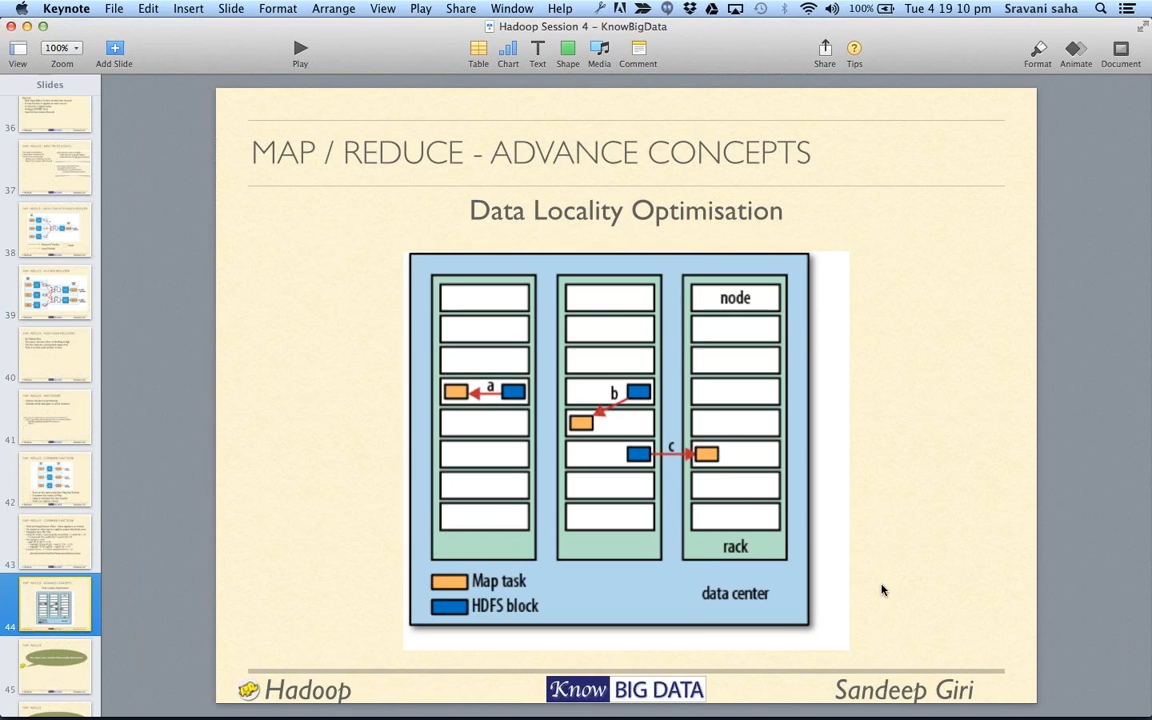 Keynote File Edit Insert Slide Format Arrange View Play Share Window Help 100% Tue 4 19 10 pm Sravani saha
Hadoop Session 4 - KnowBigData
100%
View Zoom Add Slide Play Table Chart Text Shape Media Comment Share Tips Format Animate Document
Slides
36
37
38
39
40
41
42
43
44
45
MAP / REDUCE - ADVANCE CONCEPTS
Data Locality Optimisation
node
a
b
c
rack
Map task
HDFS block
data center
Hadoop
Know BIG DATA
Sandeep Giri